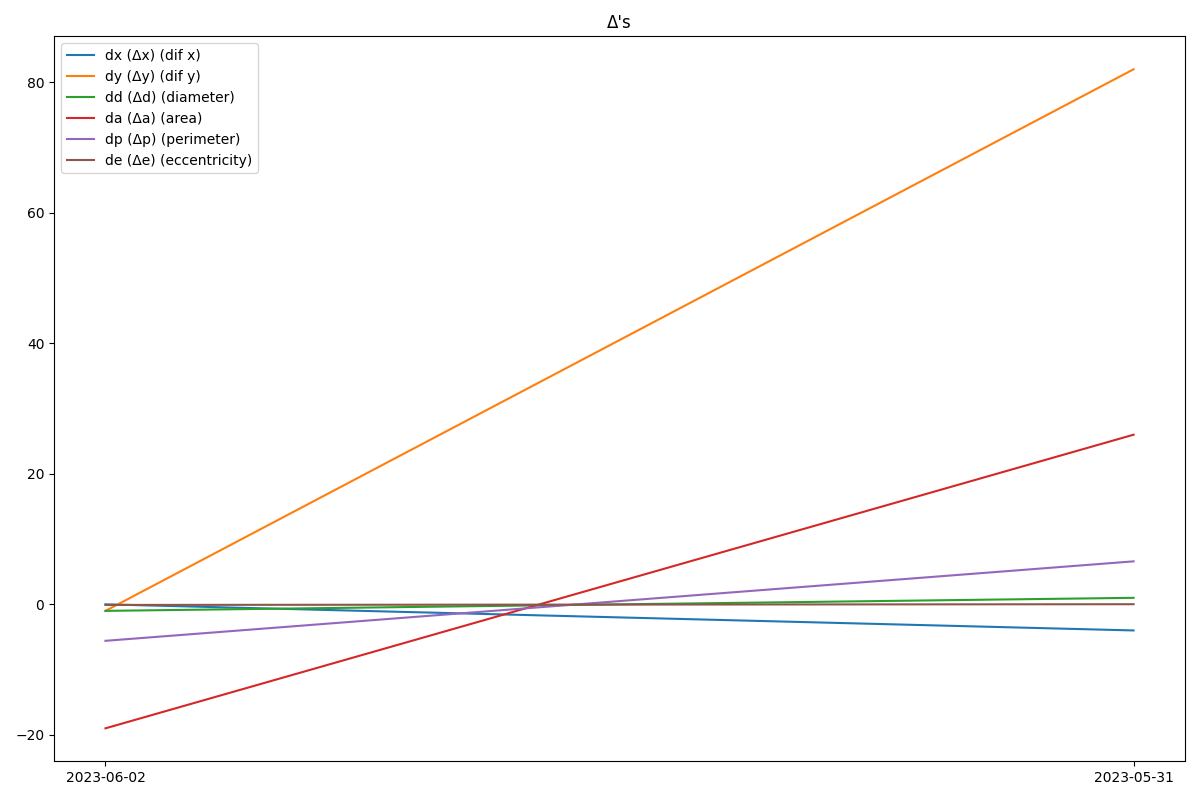 Δ's
dx (Δx) (dif x)
dy (Δy) (dif y)
dd (Δd) (diameter)
da (Δa) (area)
dp (Δp) (perimeter)
de (Δe) (eccentricity)
80
60
40
20
0
−20
2023-06-02
2023-05-31